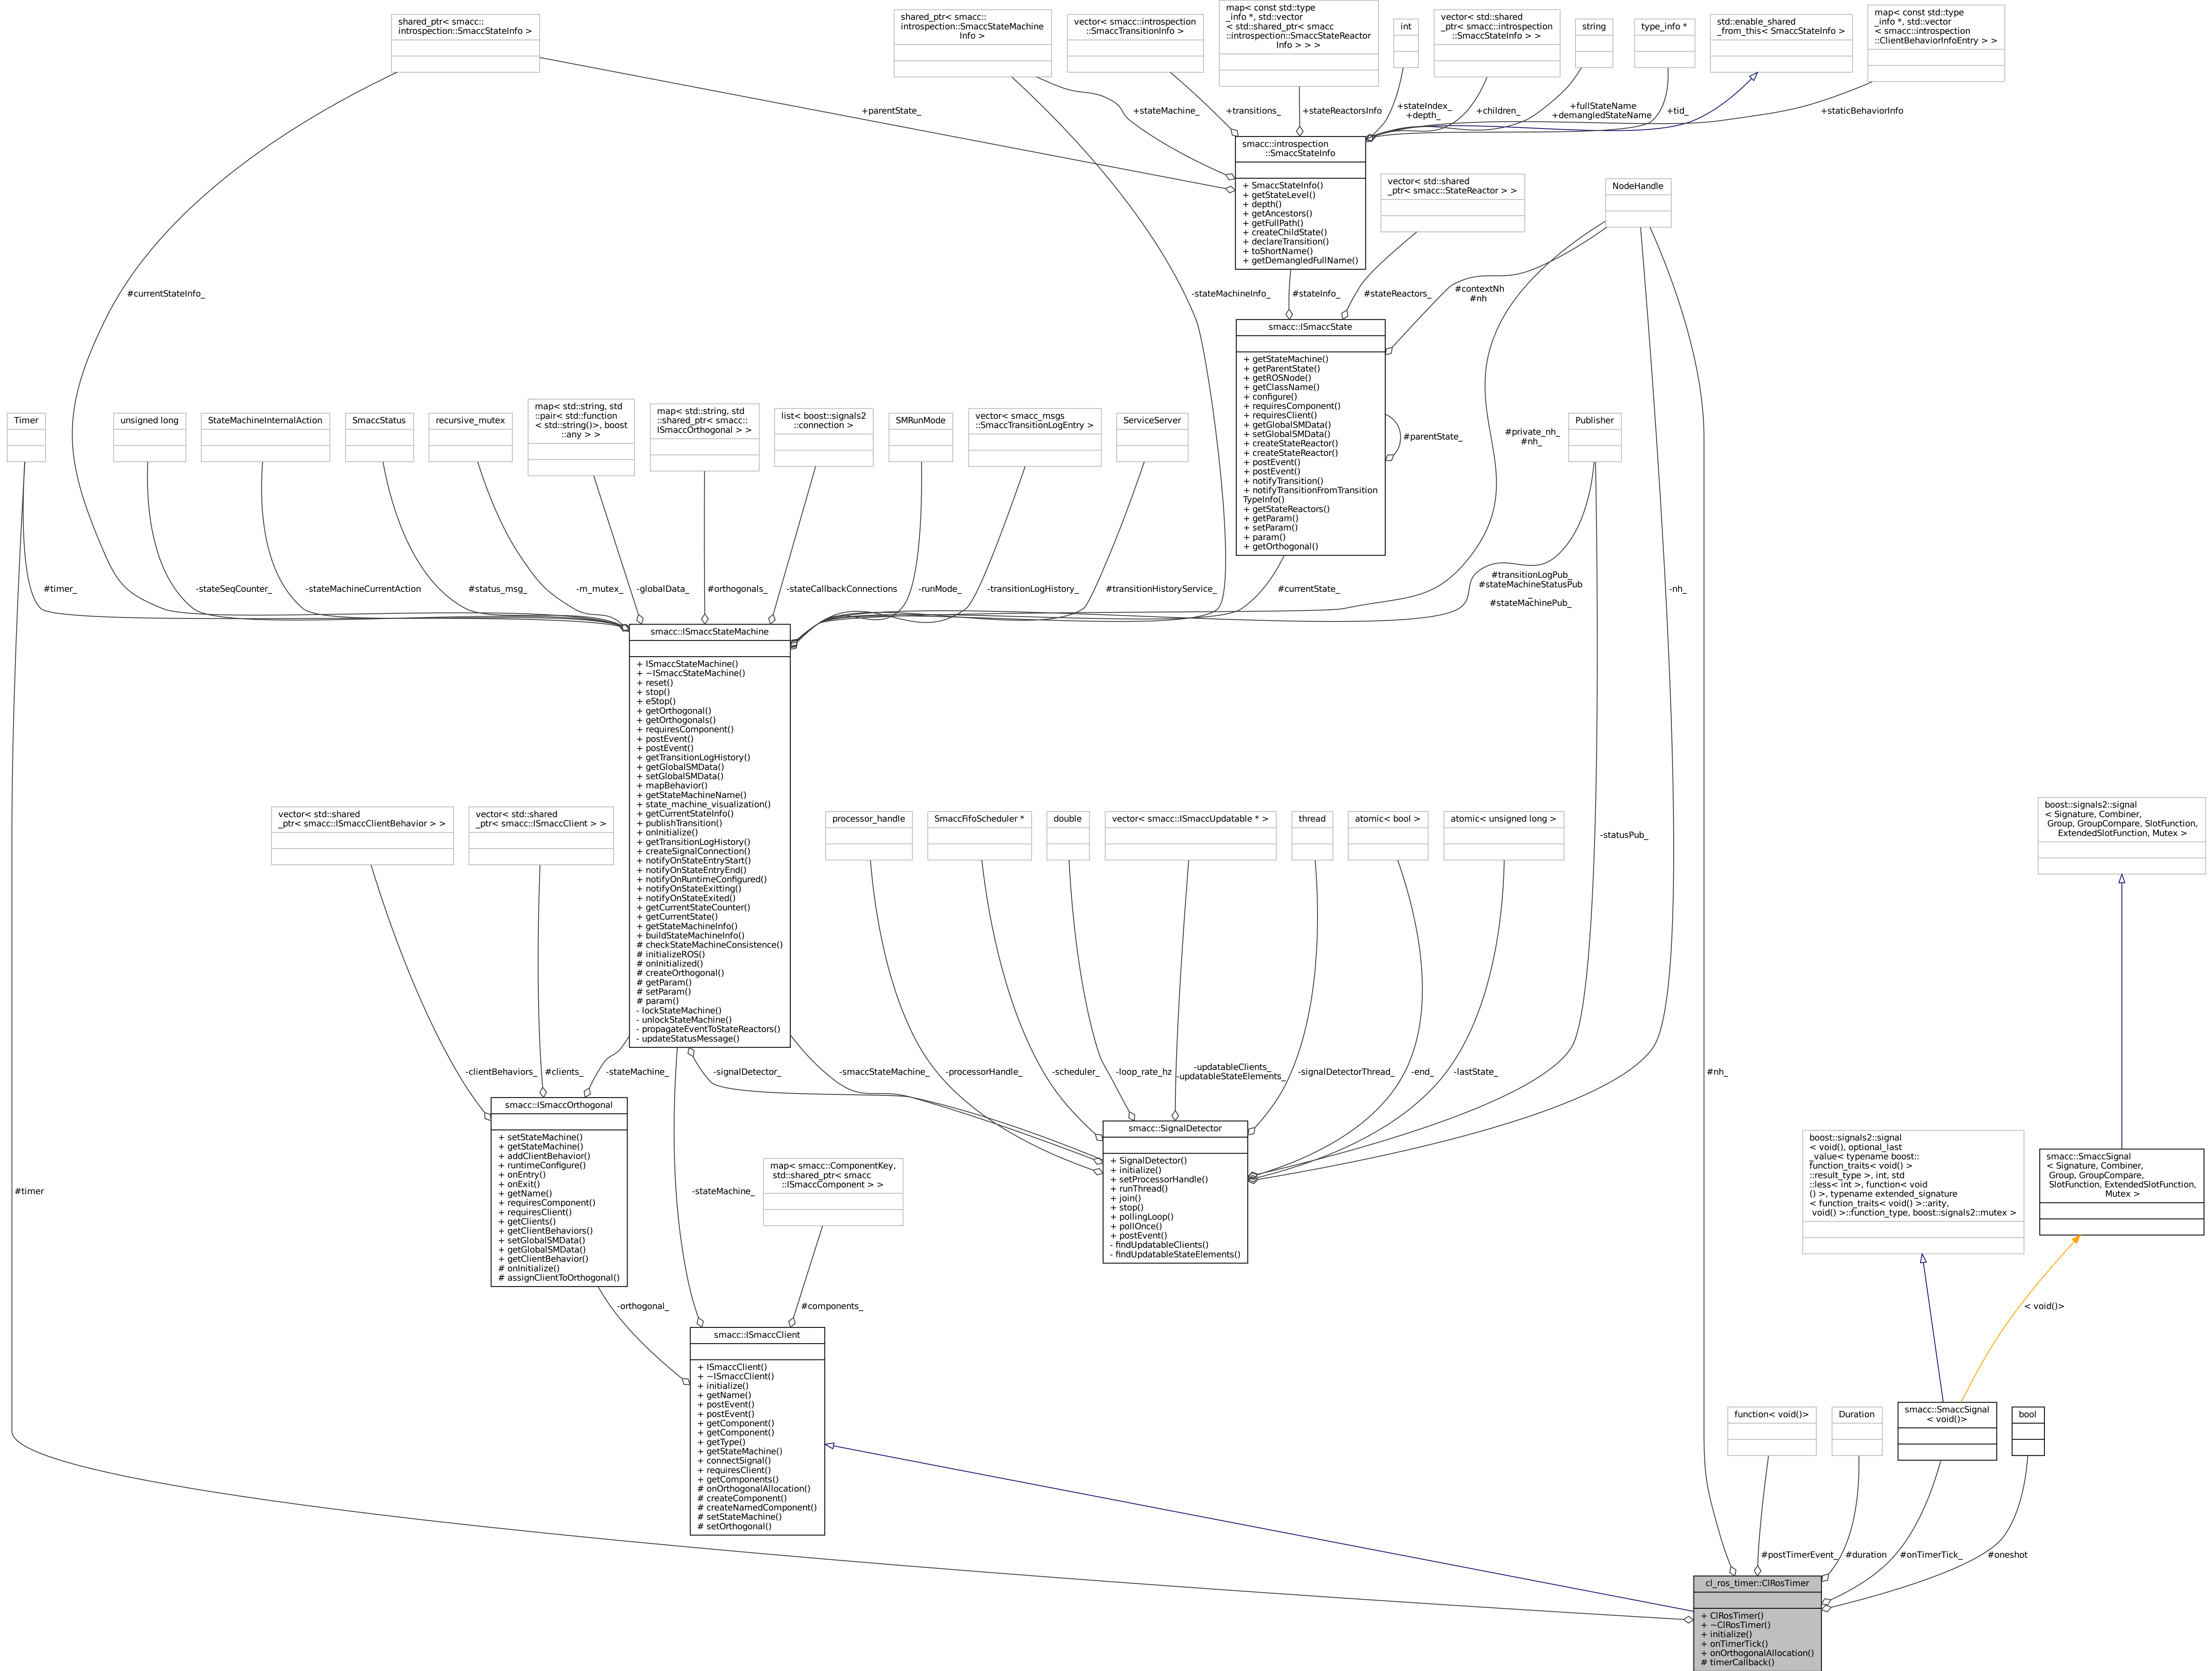 shared_ptr< smacc::
introspection::SmaccStateInfo >
shared_ptr< smacc::
introspection::SmaccStateMachine
Info >
vector< smacc::introspection
::SmaccTransitionInfo >
map< const std::type
_info *, std::vector
< std::shared_ptr< smacc
::introspection::SmaccStateReactor
Info > > >
int
vector< std::shared
_ptr< smacc::introspection
::SmaccStateInfo > >
string
type_info *
std::enable_shared
_from_this< SmaccStateInfo >
map< const std::type
_info *, std::vector
< smacc::introspection
::ClientBehaviorInfoEntry > >
+parentState_
+stateMachine_
+transitions_
+stateReactorsInfo
+stateIndex_
+depth_
+children_
+fullStateName
+demangledStateName
+tid_
+staticBehaviorInfo
smacc::introspection
::SmaccStateInfo
+ SmaccStateInfo()
+ getStateLevel()
+ depth()
+ getAncestors()
+ getFullPath()
+ createChildState()
+ declareTransition()
+ toShortName()
+ getDemangledFullName()
vector< std::shared
_ptr< smacc::StateReactor > >
NodeHandle
#currentStateInfo_
-stateMachineInfo_
#stateInfo_
#stateReactors_
#contextNh
#nh
smacc::ISmaccState
+ getStateMachine()
+ getParentState()
+ getROSNode()
+ getClassName()
+ configure()
+ requiresComponent()
+ requiresClient()
+ getGlobalSMData()
+ setGlobalSMData()
+ createStateReactor()
+ createStateReactor()
+ postEvent()
+ postEvent()
+ notifyTransition()
+ notifyTransitionFromTransition
TypeInfo()
+ getStateReactors()
+ getParam()
+ setParam()
+ param()
+ getOrthogonal()
#parentState_
#private_nh_
#nh_
Timer
unsigned long
StateMachineInternalAction
SmaccStatus
recursive_mutex
map< std::string, std
::pair< std::function
< std::string()>, boost
::any > >
map< std::string, std
::shared_ptr< smacc::
ISmaccOrthogonal > >
list< boost::signals2
::connection >
SMRunMode
vector< smacc_msgs
::SmaccTransitionLogEntry >
ServiceServer
Publisher
#timer_
-stateSeqCounter_
-stateMachineCurrentAction
#status_msg_
-m_mutex_
-globalData_
#orthogonals_
-stateCallbackConnections
-runMode_
-transitionLogHistory_
#transitionHistoryService_
#currentState_
#transitionLogPub_
#stateMachineStatusPub
_
#stateMachinePub_
-nh_
smacc::ISmaccStateMachine
+ ISmaccStateMachine()
+ ~ISmaccStateMachine()
+ reset()
+ stop()
+ eStop()
+ getOrthogonal()
+ getOrthogonals()
+ requiresComponent()
+ postEvent()
+ postEvent()
+ getTransitionLogHistory()
+ getGlobalSMData()
+ setGlobalSMData()
+ mapBehavior()
+ getStateMachineName()
+ state_machine_visualization()
+ getCurrentStateInfo()
+ publishTransition()
+ onInitialize()
+ getTransitionLogHistory()
+ createSignalConnection()
+ notifyOnStateEntryStart()
+ notifyOnStateEntryEnd()
+ notifyOnRuntimeConfigured()
+ notifyOnStateExitting()
+ notifyOnStateExited()
+ getCurrentStateCounter()
+ getCurrentState()
+ getStateMachineInfo()
+ buildStateMachineInfo()
# checkStateMachineConsistence()
# initializeROS()
# onInitialized()
# createOrthogonal()
# getParam()
# setParam()
# param()
- lockStateMachine()
- unlockStateMachine()
- propagateEventToStateReactors()
- updateStatusMessage()
vector< std::shared
_ptr< smacc::ISmaccClientBehavior > >
vector< std::shared
_ptr< smacc::ISmaccClient > >
processor_handle
SmaccFifoScheduler *
double
vector< smacc::ISmaccUpdatable * >
thread
atomic< bool >
atomic< unsigned long >
-statusPub_
boost::signals2::signal
< Signature, Combiner,
Group, GroupCompare, SlotFunction,
ExtendedSlotFunction, Mutex >
-clientBehaviors_
#clients_
-stateMachine_
-signalDetector_
-smaccStateMachine_
-processorHandle_
-scheduler_
-loop_rate_hz
-updatableClients_
-updatableStateElements_
-signalDetectorThread_
-end_
-lastState_
#nh_
smacc::ISmaccOrthogonal
+ setStateMachine()
+ getStateMachine()
+ addClientBehavior()
+ runtimeConfigure()
+ onEntry()
+ onExit()
+ getName()
+ requiresComponent()
+ requiresClient()
+ getClients()
+ getClientBehaviors()
+ setGlobalSMData()
+ getGlobalSMData()
+ getClientBehavior()
# onInitialize()
# assignClientToOrthogonal()
smacc::SignalDetector
+ SignalDetector()
+ initialize()
+ setProcessorHandle()
+ runThread()
+ join()
+ stop()
+ pollingLoop()
+ pollOnce()
+ postEvent()
- findUpdatableClients()
- findUpdatableStateElements()
boost::signals2::signal
< void(), optional_last
_value< typename boost::
function_traits< void() >
::result_type >, int, std
::less< int >, function< void
() >, typename extended_signature
< function_traits< void() >::arity,
void() >::function_type, boost::signals2::mutex >
smacc::SmaccSignal
< Signature, Combiner,
Group, GroupCompare,
SlotFunction, ExtendedSlotFunction,
Mutex >
map< smacc::ComponentKey,
std::shared_ptr< smacc
::ISmaccComponent > >
#timer
-stateMachine_
-orthogonal_
#components_
< void()>
smacc::ISmaccClient
+ ISmaccClient()
+ ~ISmaccClient()
+ initialize()
+ getName()
+ postEvent()
+ postEvent()
+ getComponent()
+ getComponent()
+ getType()
+ getStateMachine()
+ connectSignal()
+ requiresClient()
+ getComponents()
# onOrthogonalAllocation()
# createComponent()
# createNamedComponent()
# setStateMachine()
# setOrthogonal()
function< void()>
Duration
smacc::SmaccSignal
< void()>
bool
#postTimerEvent_
#duration
#onTimerTick_
#oneshot
cl_ros_timer::ClRosTimer
+ ClRosTimer()
+ ~ClRosTimer()
+ initialize()
+ onTimerTick()
+ onOrthogonalAllocation()
# timerCallback()